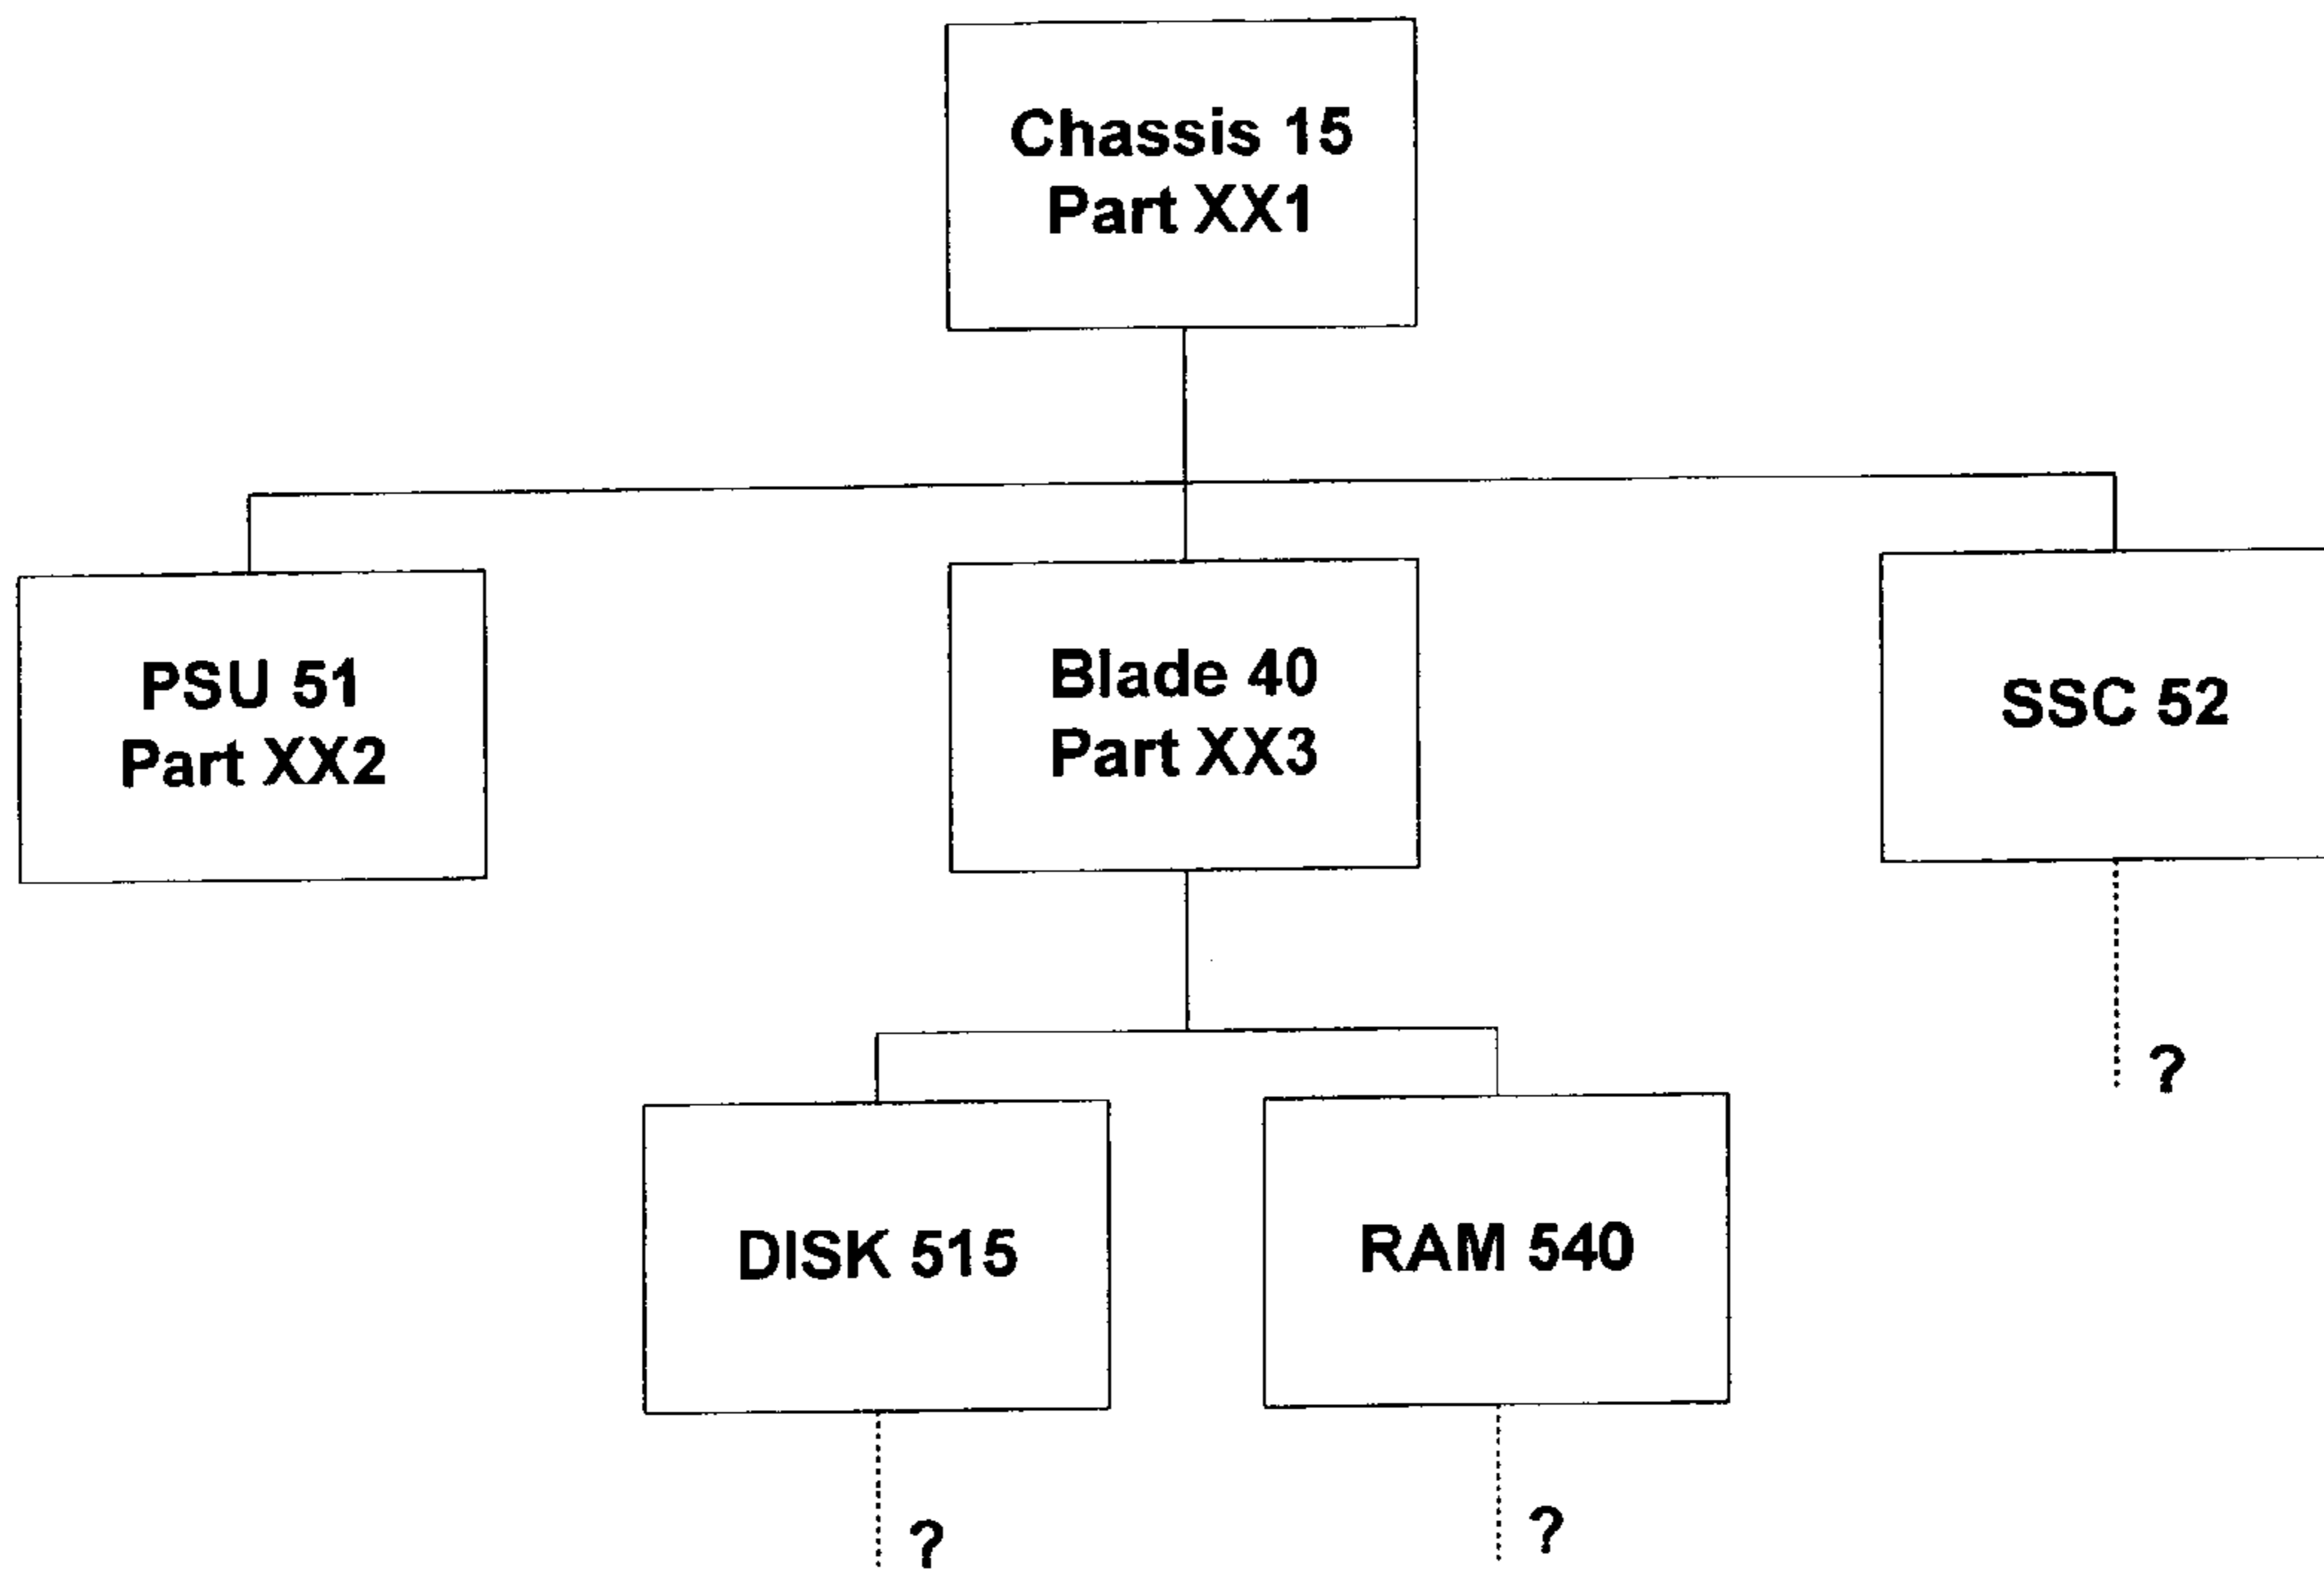 Chassis 15
Part XX1
PSU 51
Part XX2
Blade 40
Part XX3
SSC 52
?
DISK 515
RAM 540
?
?